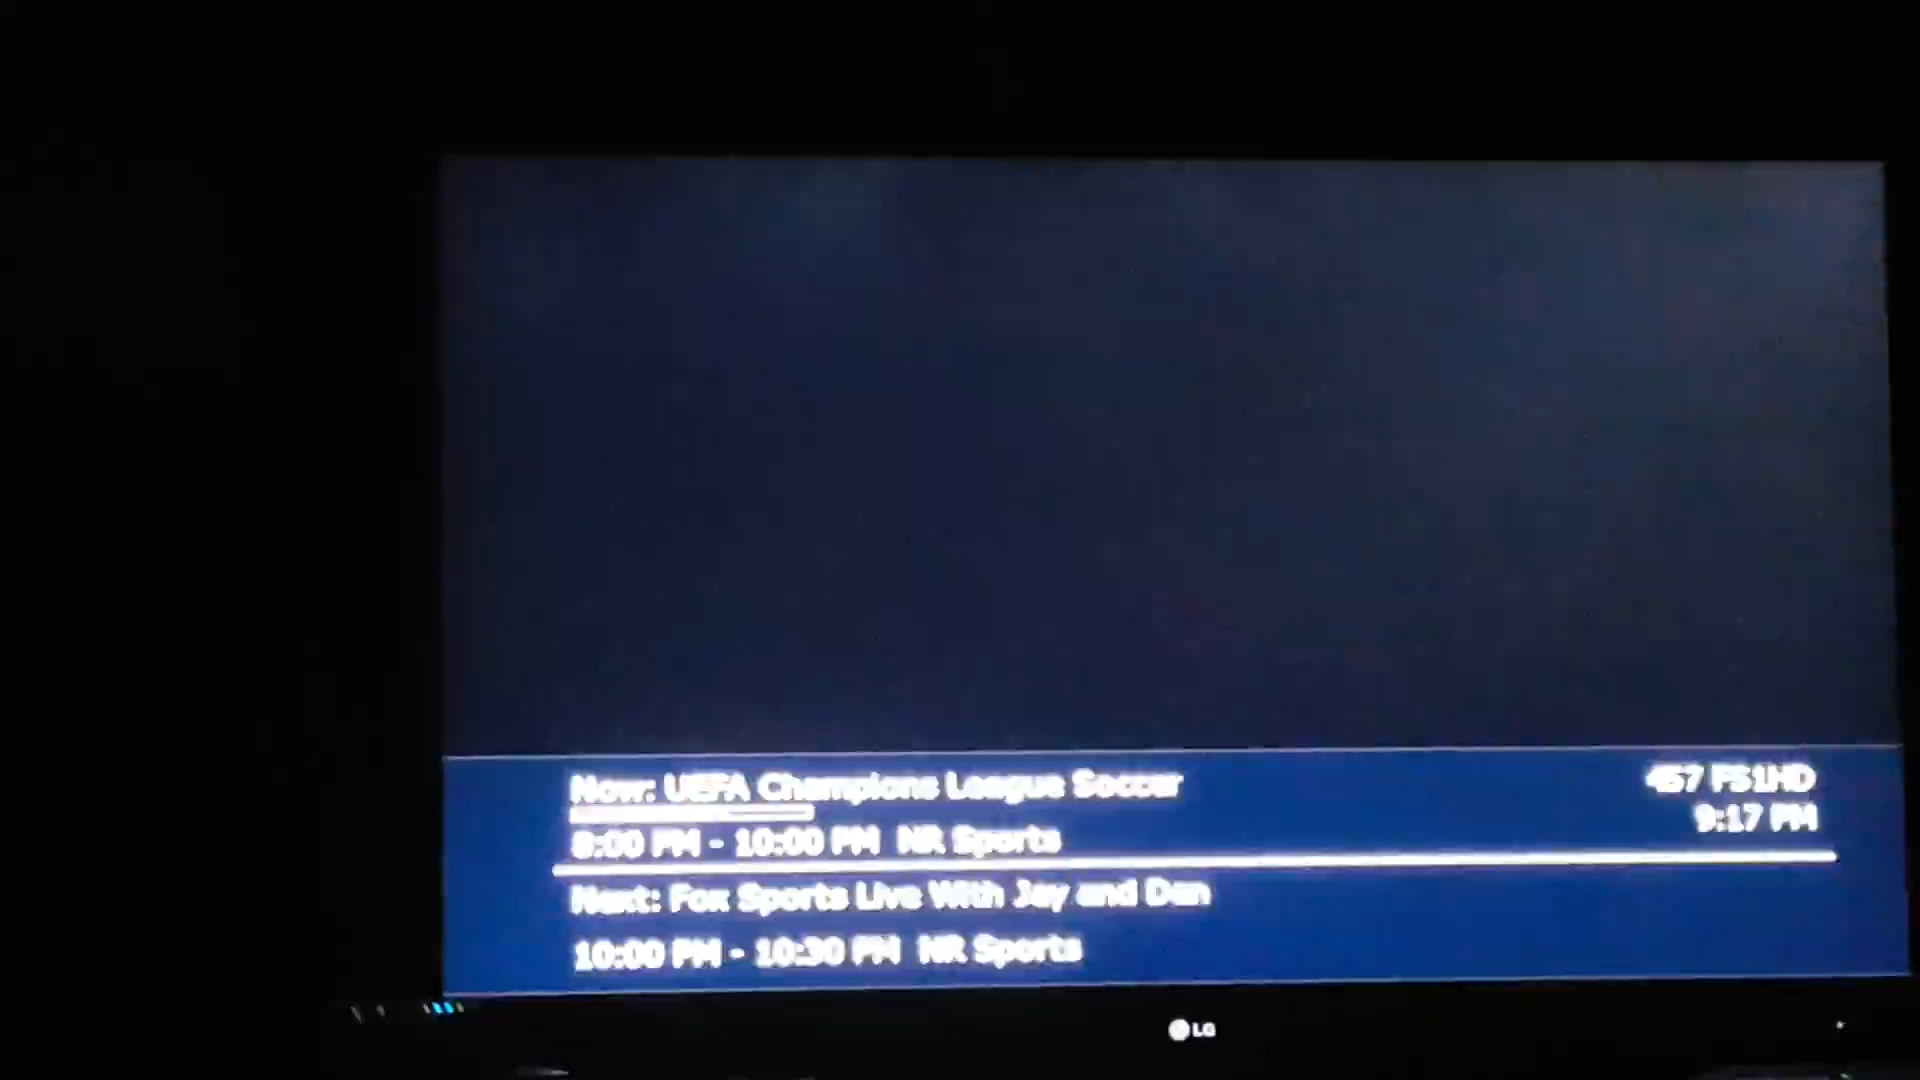 Now: UEFA Champions League Soccer
457 FS1HD
9:17 PM
8:00 PM - 10:00 PM NR Sports
Next: Fox Sports Live With Jay and Dan
10:00 PM - 10:30 PM NR Sports
LG